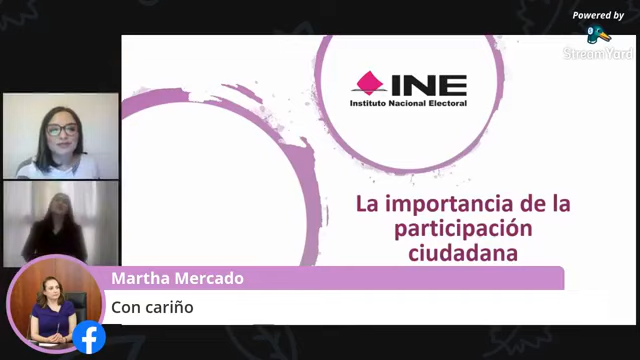 Powered by
StreamYard
INE
Instituto Nacional Electoral
La importancia de la
participación
ciudadana
Martha Mercado
Con cariño